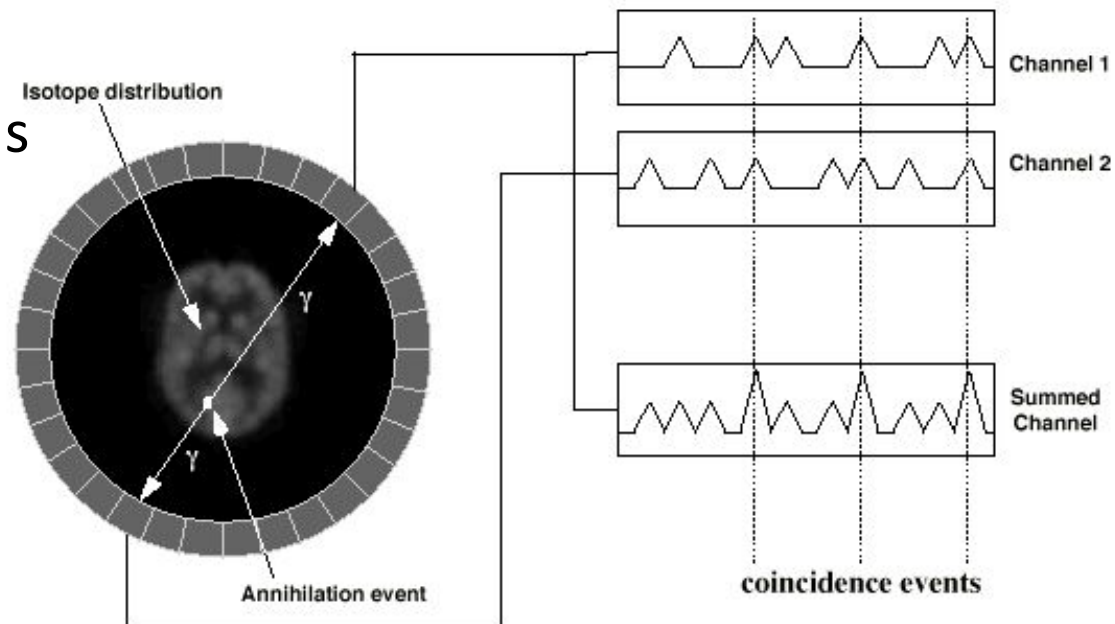 Isotope distribution
S
γ
γ
Annihilation event
Channel 1
Channel 2
Summed
Channel
coincidence events